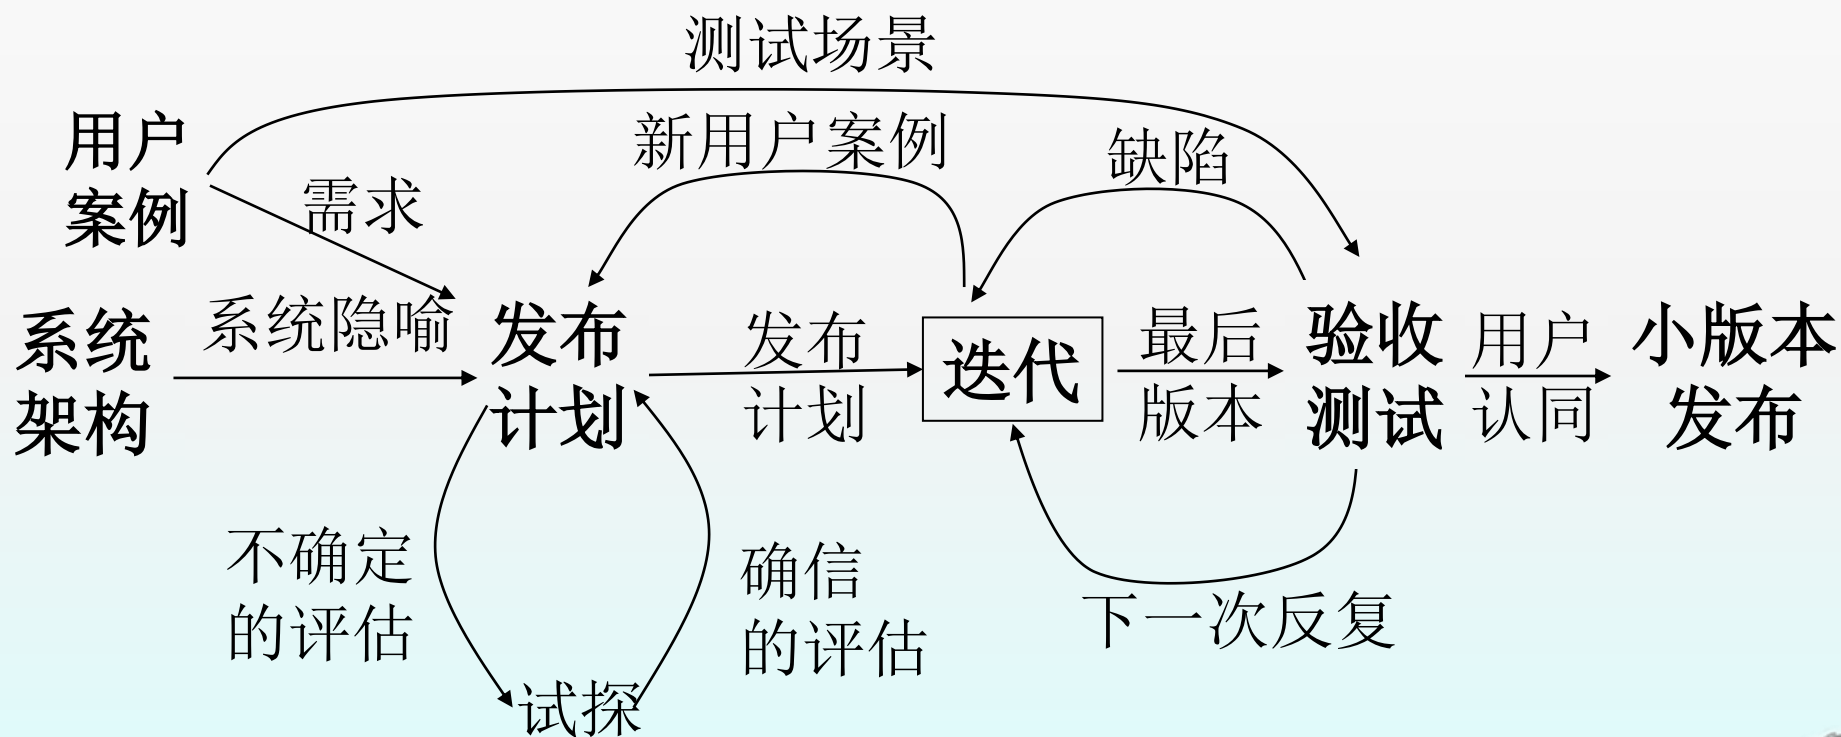 测试场景
用户
案例
需求
新用户案例
缺陷
系统
架构
系统隐喻
发布
计划
发布
计划
迭代
最后
版本
验收
测试
用户
认同
小版本
发布
不确定
的评估
确信
的评估
下一次反复
试探